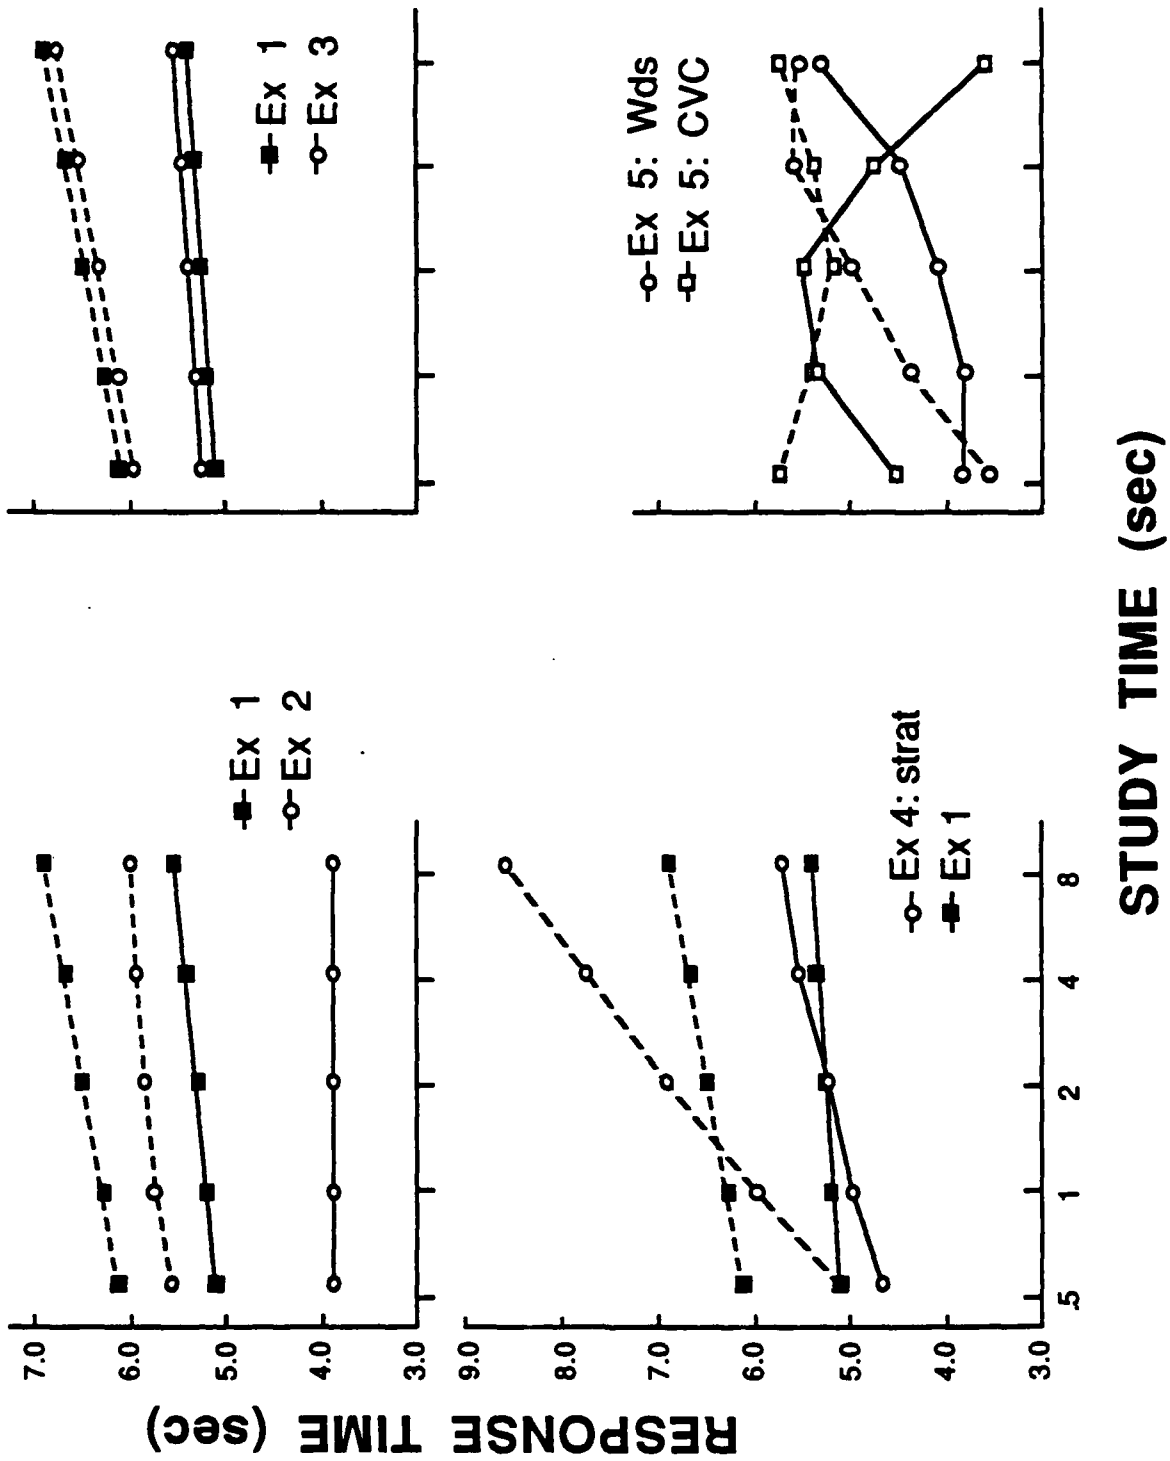 RESPONSE TIME (sec)
7.0
6.0
5.0
4.0
3.0
Ex 1
Ex 2
Ex 1
Ex 3
9.0
8.0
7.0
6.0
5.0
4.0
3.0
.5
1
2
4
8
Ex 4: strat
Ex 1
Ex 5: Wds
Ex 5: CVC
STUDY TIME (sec)